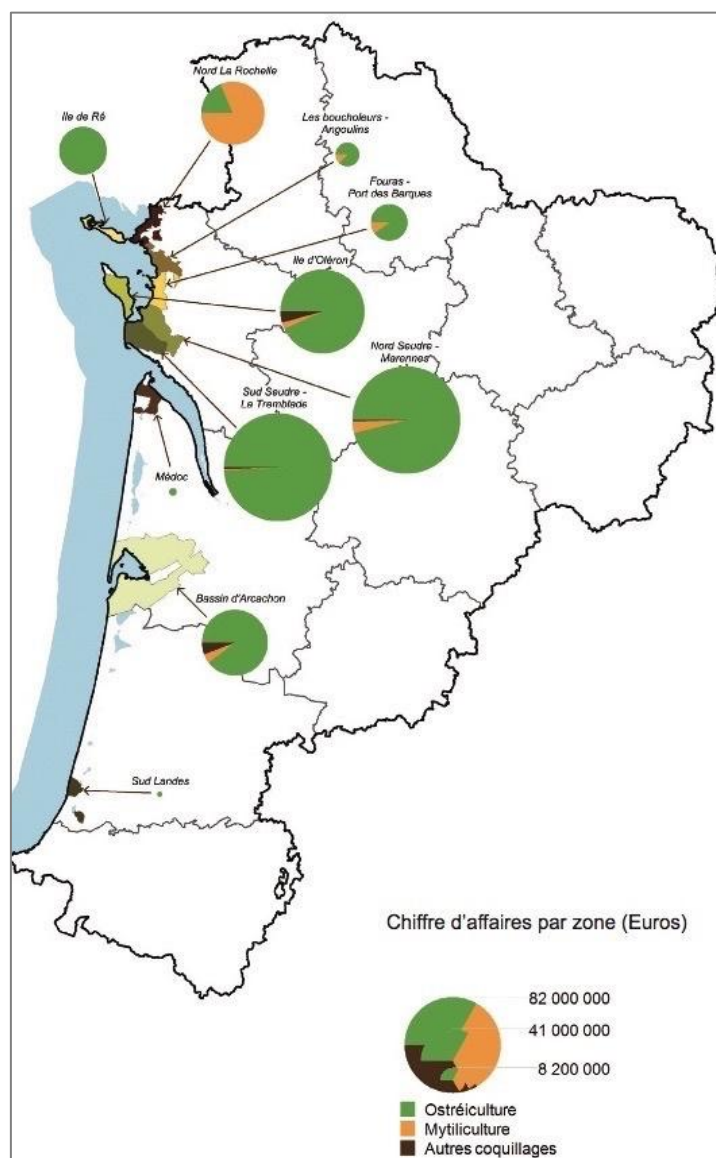 Nord La Rochelle
Ile de Ré
Les boucholeurs -
Angoulins
Fouras -
Port des Barques
Ile d'Oléron
Nord Seudre -
Marennes
Sud Seudre -
La Tremblade
Médoc
Bassin d'Arcachon
Sud Landes
Chiffre d'affaires par zone (Euros)
82 000 000
41 000 000
8 200 000
Ostréiculture
Mytiliculture
Autres coquillages